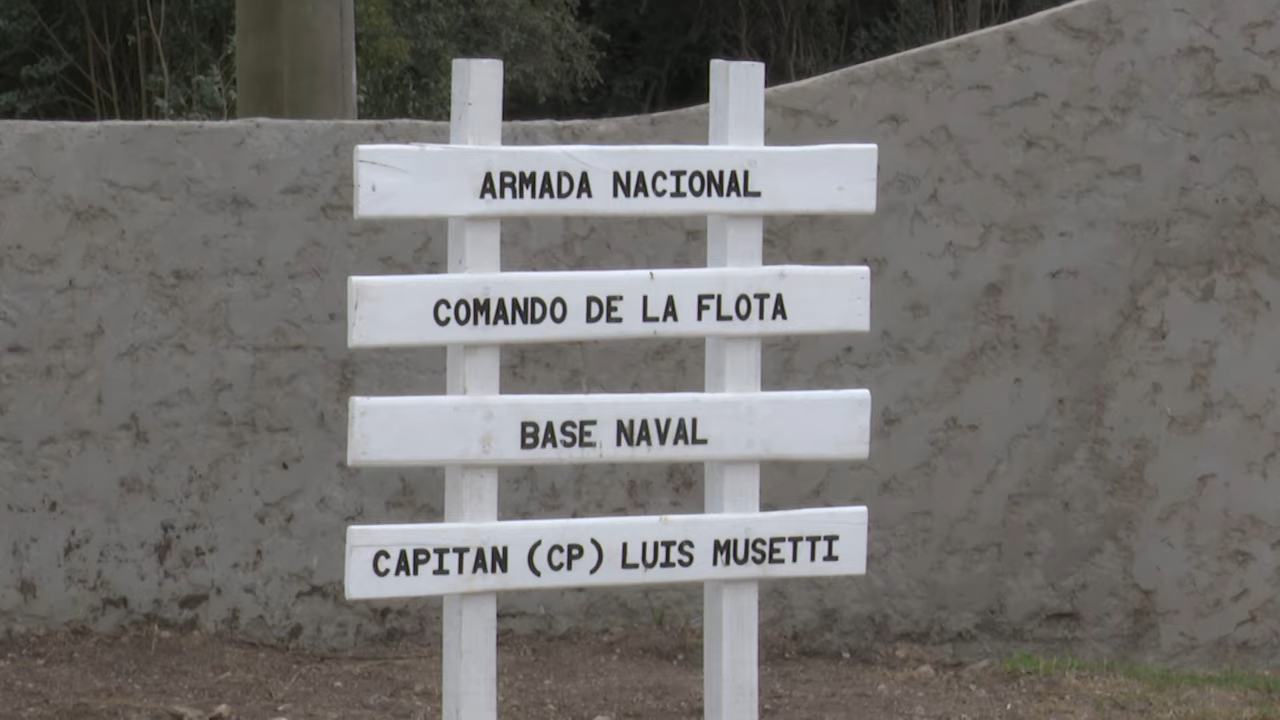 ARMADA NACIONAL
COMANDO DE LA FLOTA
BASE NAVAL
CAPITAN (CP) LUIS MUSETTI